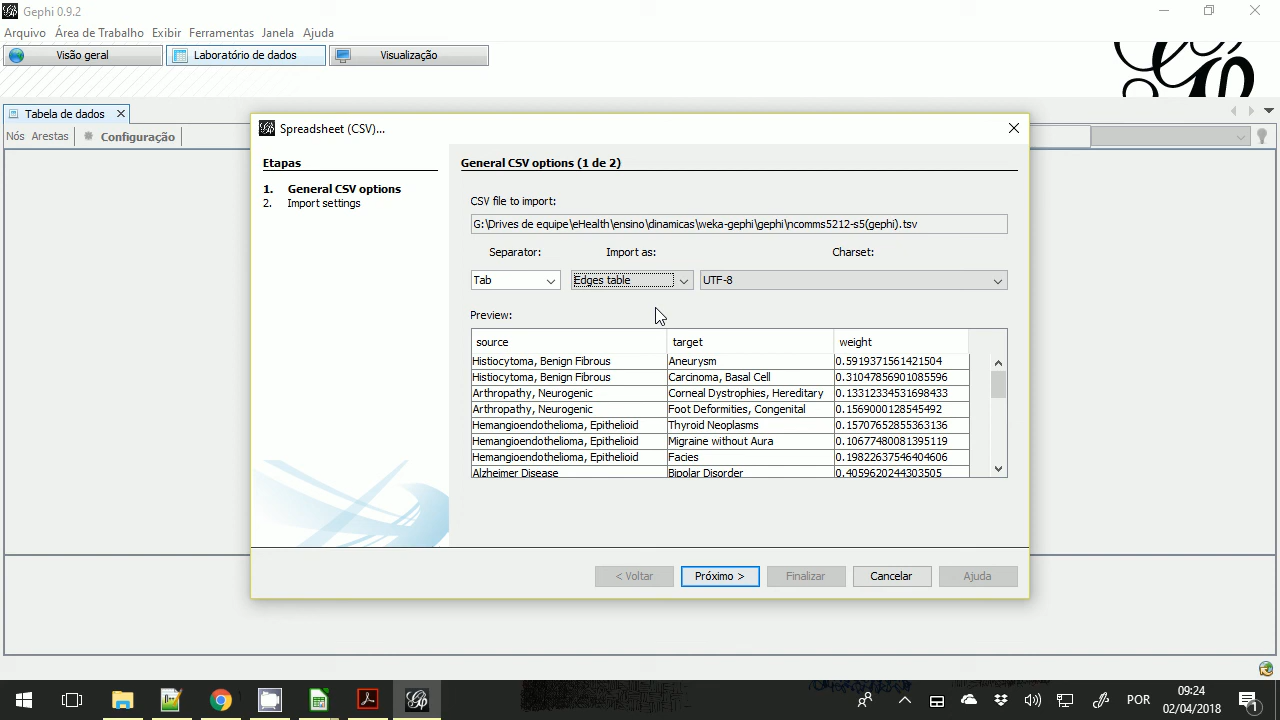 Gephi 0.9.2
Arquivo Área de Trabalho Exibir Ferramentas Janela Ajuda
Visão geral Laboratório de dados Visualização
Tabela de dados
Nós Arestas Configuração
Spreadsheet (CSV)...
Etapas
1. General CSV options
2. Import settings
General CSV options (1 de 2)
CSV file to import:
G:\Drives de equipe\eHealth\ensino\dinamicas\weka-gephi\gephi\ncomms5212-s5(gephi).tsv
Separator: Import as: Charset:
Tab Edges table UTF-8
Preview:
source target weight
Histiocytoma, Benign Fibrous Aneurysm 0.5919371561421504
Histiocytoma, Benign Fibrous Carcinoma, Basal Cell 0.31047856901085596
Arthropathy, Neurogenic Corneal Dystrophies, Hereditary 0.13312334531698433
Arthropathy, Neurogenic Foot Deformities, Congenital 0.1569000128545492
Hemangioendothelioma, Epithelioid Thyroid Neoplasms 0.15707652855363136
Hemangioendothelioma, Epithelioid Migraine without Aura 0.10677480081395119
Hemangioendothelioma, Epithelioid Facies 0.19822637546404606
Alzheimer Disease Bipolar Disorder 0.4059620244303505
< Voltar Próximo > Finalizar Cancelar Ajuda
POR
09:24
02/04/2018
1